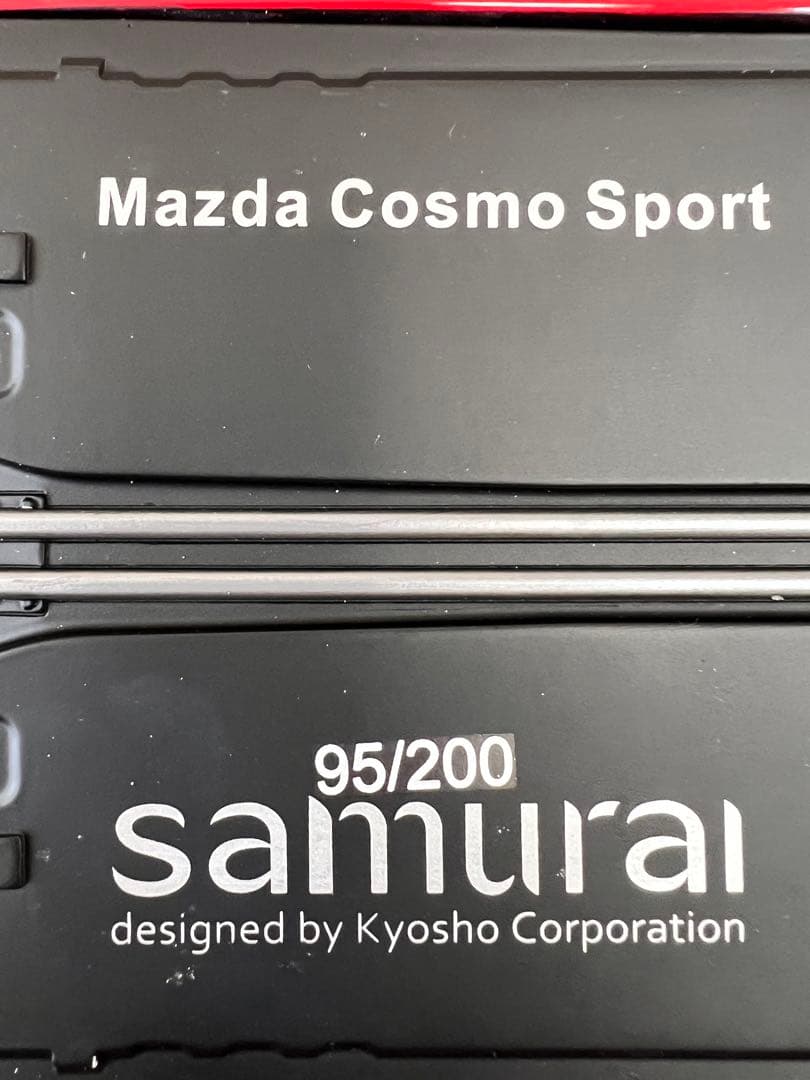 Mazda Cosmo Sport
95/200
samurai
designed by Kyosho Corporation